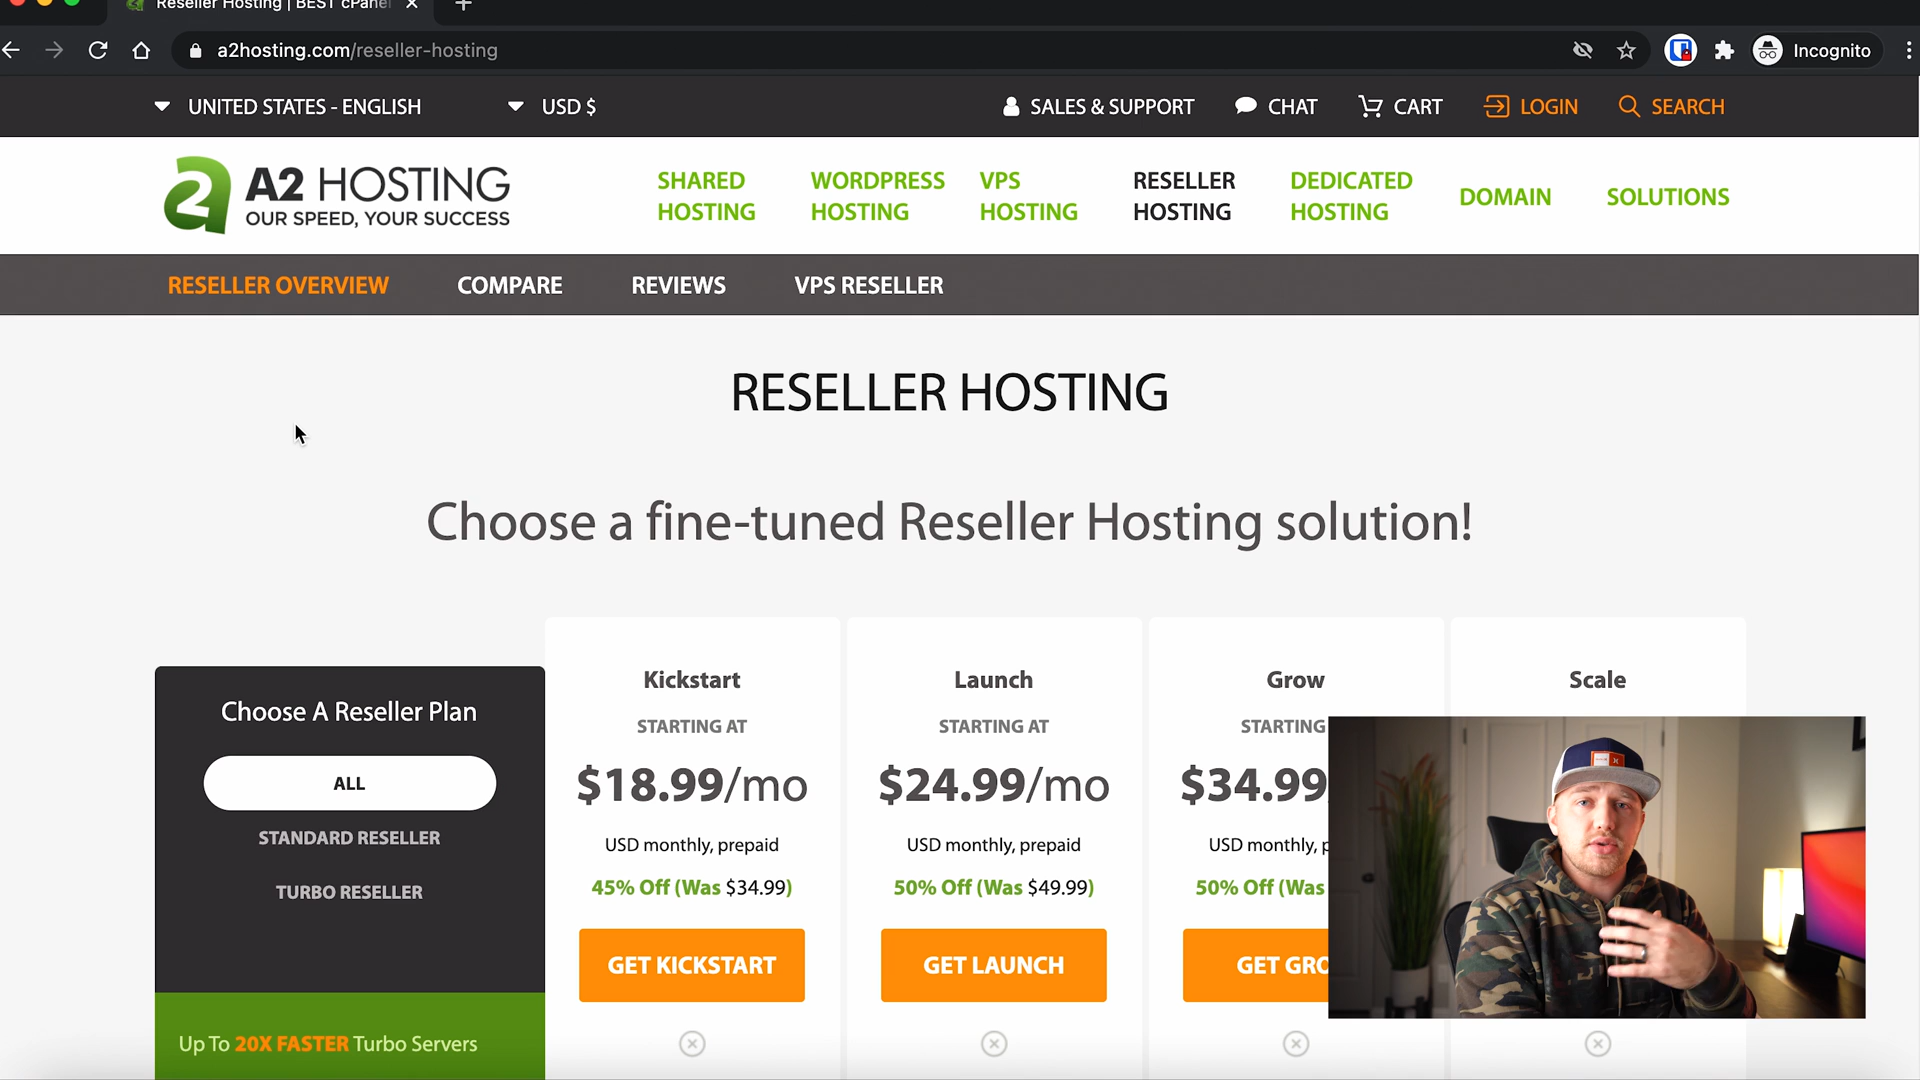 Reseller Hosting | BEST cPanel
a2hosting.com/reseller-hosting
Incognito
UNITED STATES - ENGLISH
USD $
SALES & SUPPORT
CHAT
CART
LOGIN
SEARCH
A2 HOSTING
OUR SPEED, YOUR SUCCESS
SHARED
HOSTING
WORDPRESS
HOSTING
VPS
HOSTING
RESELLER
HOSTING
DEDICATED
HOSTING
DOMAIN
SOLUTIONS
RESELLER OVERVIEW
COMPARE
REVIEWS
VPS RESELLER
RESELLER HOSTING
Choose a fine-tuned Reseller Hosting solution!
Choose A Reseller Plan
ALL
STANDARD RESELLER
TURBO RESELLER
Up To 20X FASTER Turbo Servers
Kickstart
STARTING AT
$18.99/mo
USD monthly, prepaid
45% Off (Was $34.99)
GET KICKSTART
Launch
STARTING AT
$24.99/mo
USD monthly, prepaid
50% Off (Was $49.99)
GET LAUNCH
Grow
STARTING
$34.99
USD monthly, p
50% Off (Was
GET GRO
Scale